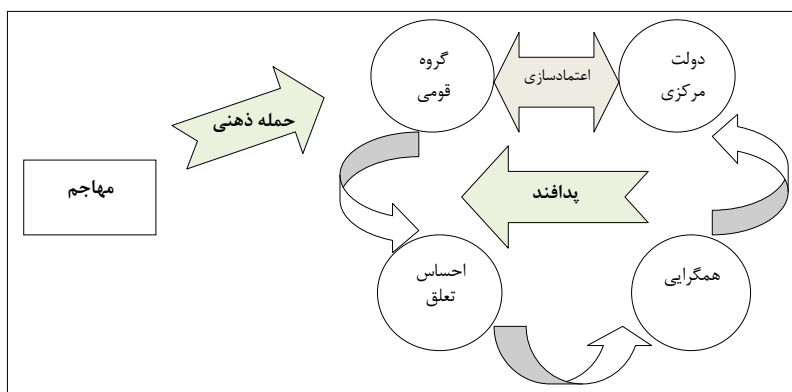 دولت
مرکزی
اعتمادسازی
گروه
قومی
حمله ذهنی
مهاجم
پدافند
همگرایی
احساس
تعلق